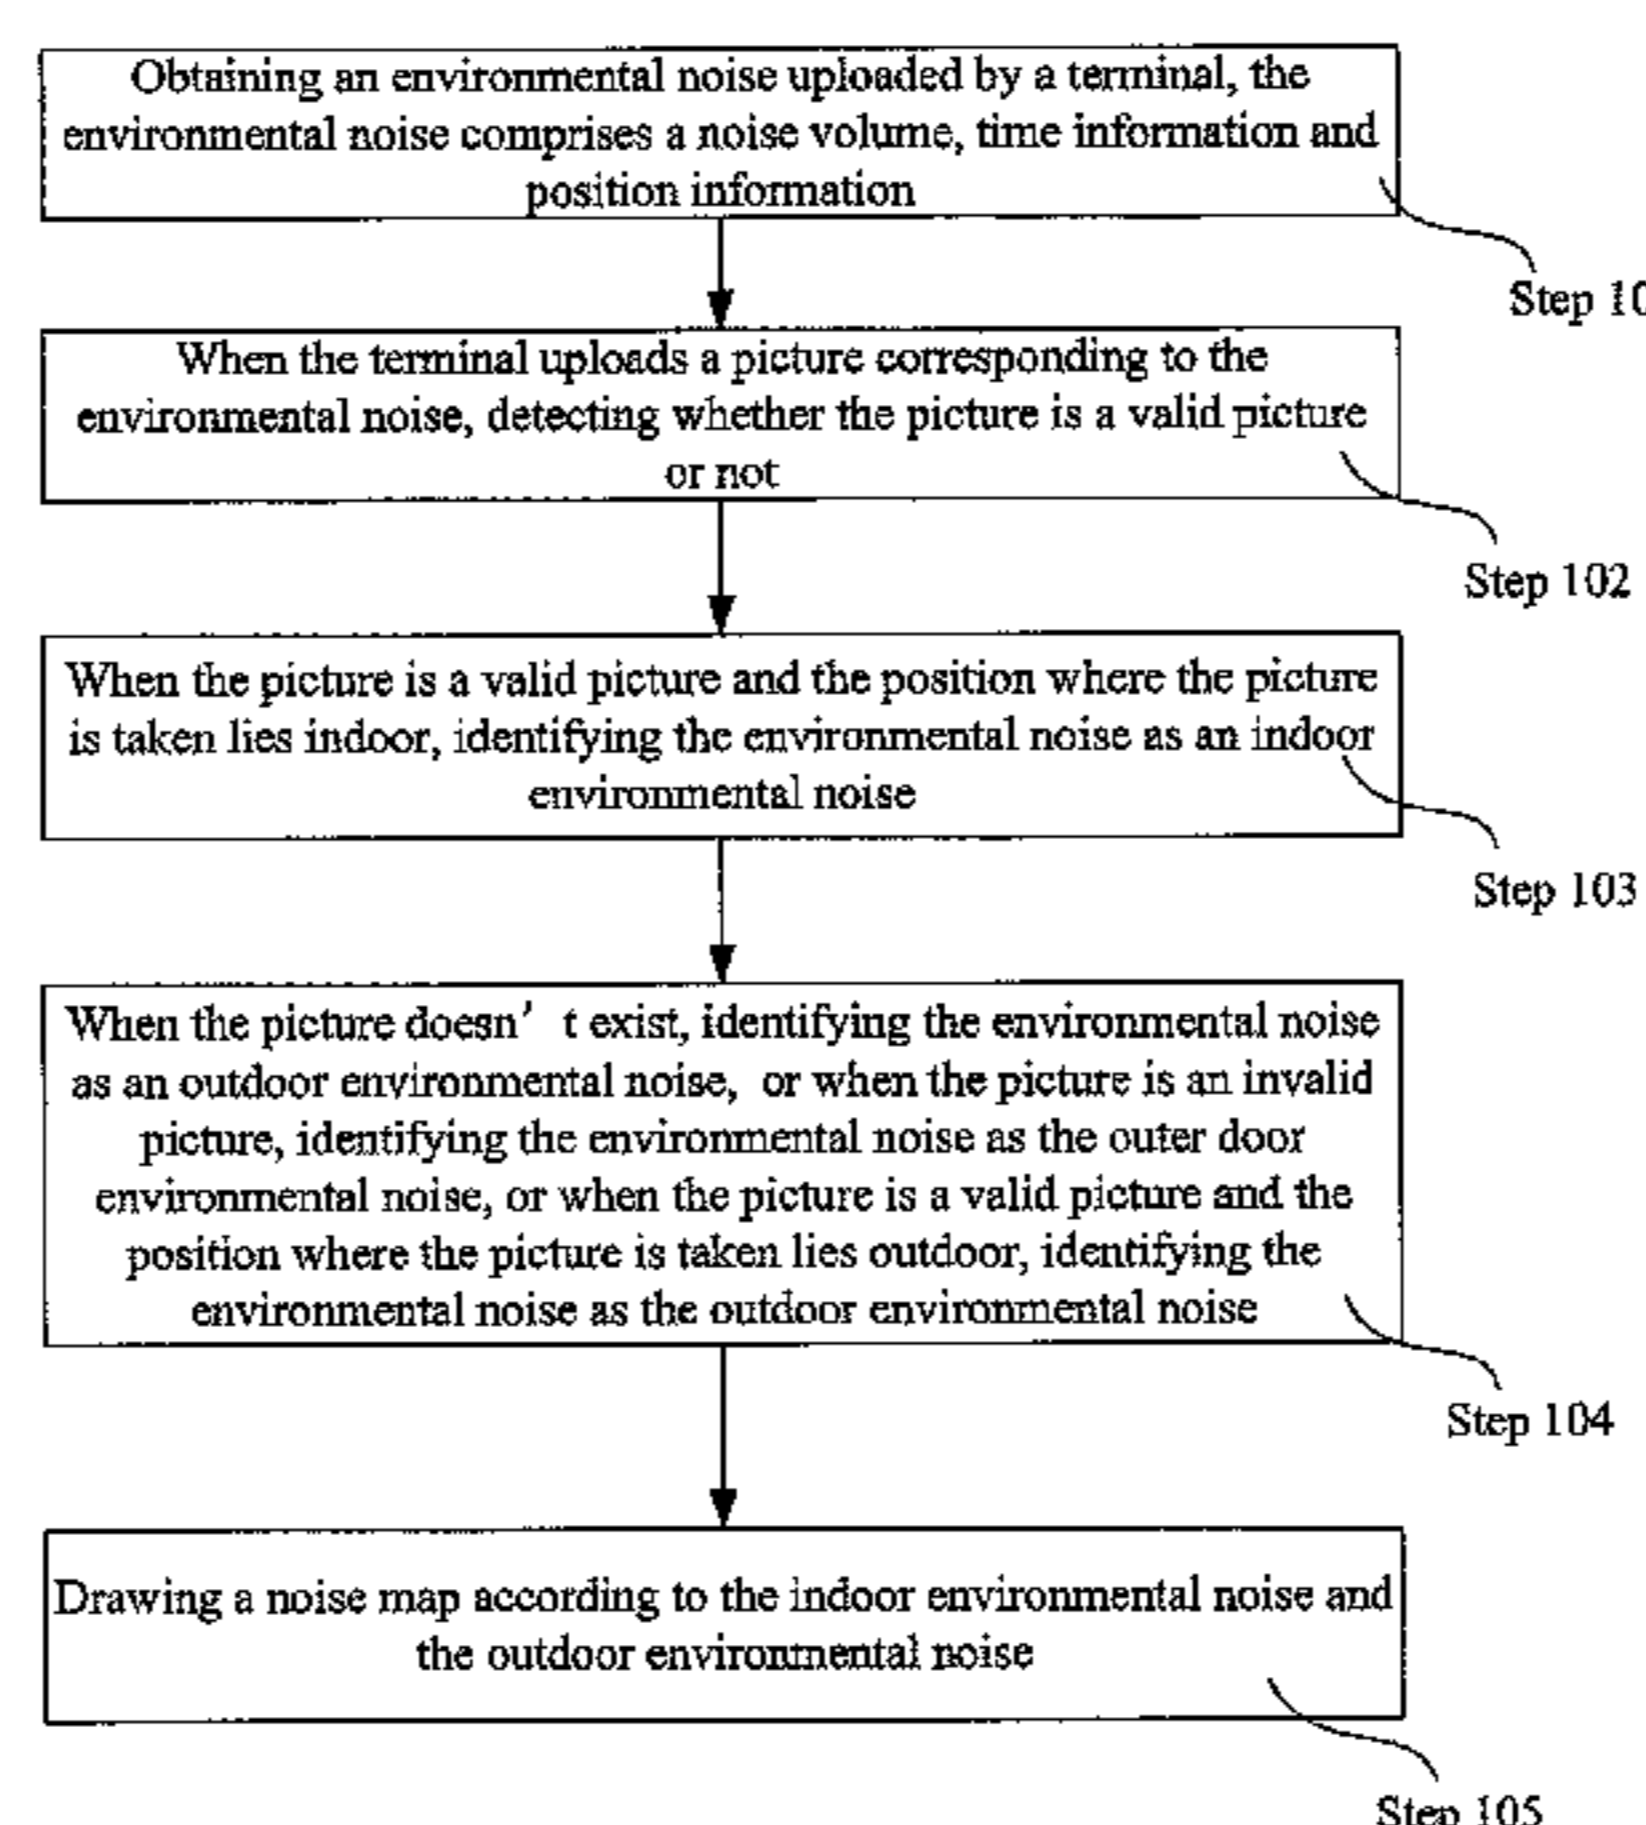 Obtaining an environmental noise uploaded by a terminal, the
environmental noise comprises a noise volume, time information and
position information
Step 10
When the terminal uploads a picture corresponding to the
environmental noise, detecting whether the picture is a valid picture
or not
Step 102
When the picture is a valid picture and the position where the picture
is taken lies indoor, identifying the environmental noise as an indoor
environmental noise
Step 103
When the picture doesn't exist, identifying the environmental noise
as an outdoor environmental noise, or when the picture is an invalid
picture, identifying the environmental noise as the outer door
environmental noise, or when the picture is a valid picture and the
position where the picture is taken lies outdoor, identifying the
environmental noise as the outdoor environmental noise
Step 104
Drawing a noise map according to the indoor environmental noise and
the outdoor environmental noise
Step 105